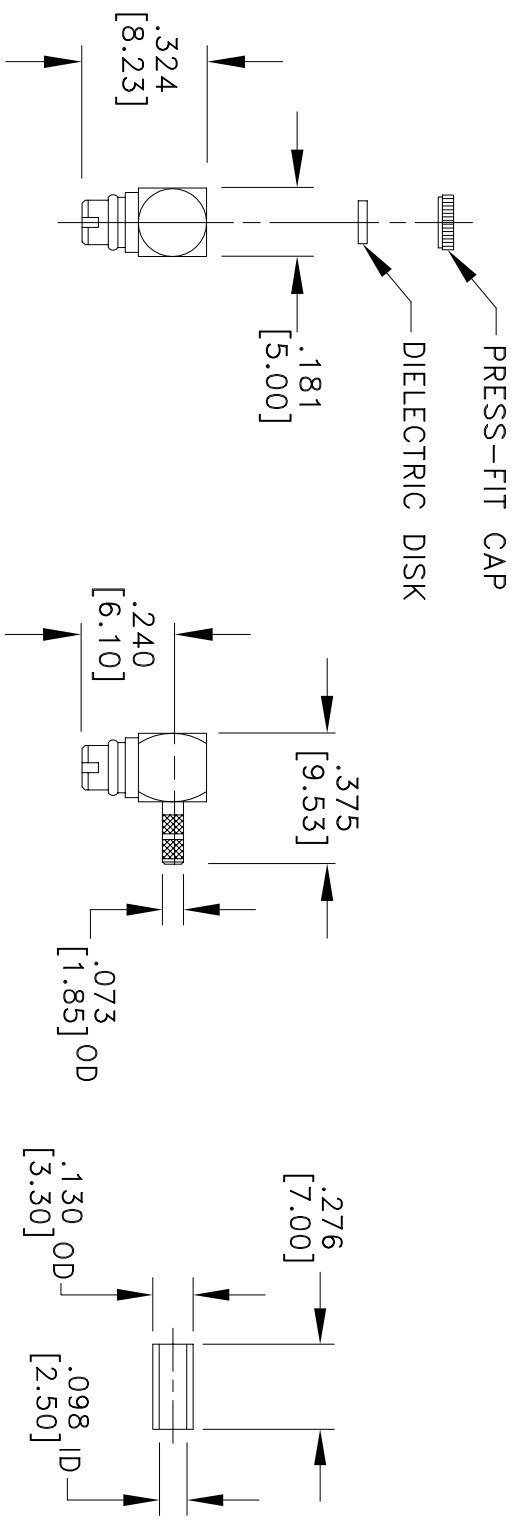 PRESS-FIT CAP
DIELECTRIC DISK
.324
[8.23]
.181
[5.00]
.240
[6.10]
.375
[9.53]
.073
[1.85] OD
.276
[7.00]
.130
[3.30] OD
.098
[2.50] ID